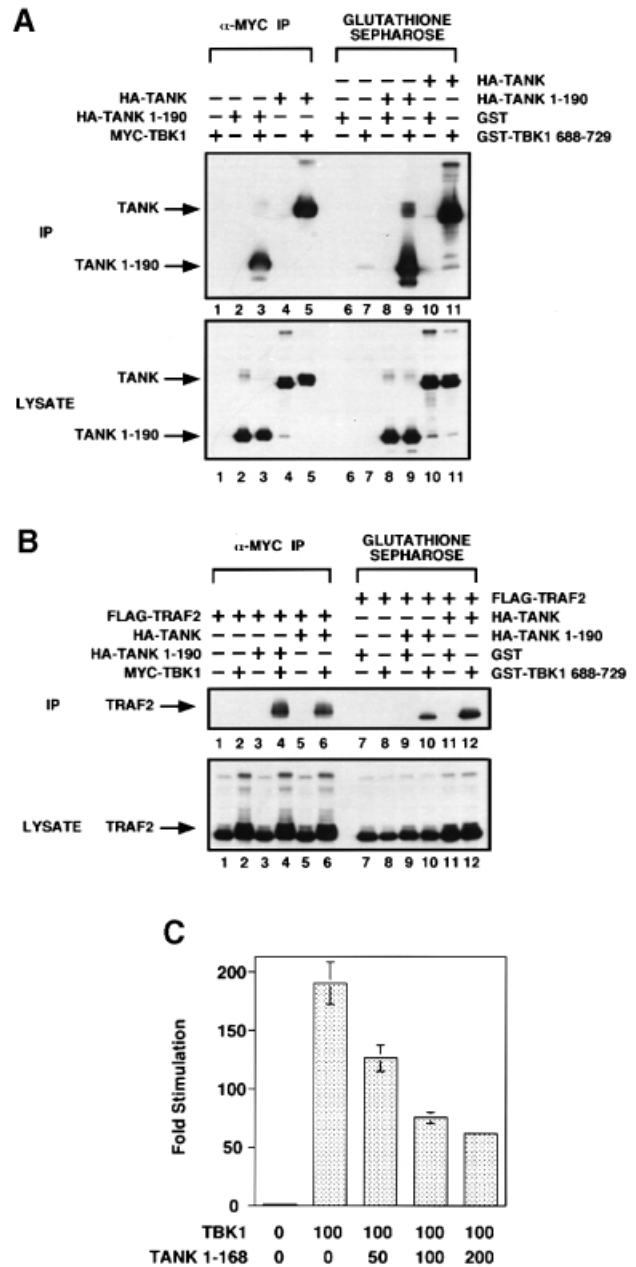 A
α-MYC IP
GLUTATHIONE
SEPHAROSE
– – – – + + HA-TANK
HA-TANK – – – + + – – + + – – HA-TANK 1-190
HA-TANK 1-190 – + + – – + – + – + – GST
MYC-TBK1 + – + – + – + – + – + GST-TBK1 688-729
IP
TANK
TANK 1-190
1 2 3 4 5 6 7 8 9 10 11
LYSATE
TANK
TANK 1-190
1 2 3 4 5 6 7 8 9 10 11
B
α-MYC IP
GLUTATHIONE
SEPHAROSE
+ + + + + + FLAG-TRAF2
FLAG-TRAF2 + + + + + + – – – – + + HA-TANK
HA-TANK – – – – + + – – + + – – HA-TANK 1-190
HA-TANK 1-190 – – + + – – + – + – + – GST
MYC-TBK1 – + – + – + – + – + – + GST-TBK1 688-729
IP TRAF2
1 2 3 4 5 6 7 8 9 10 11 12
LYSATE TRAF2
1 2 3 4 5 6 7 8 9 10 11 12
C
Fold Stimulation
200
150
100
50
0
TBK1 0 100 100 100 100
TANK 1-168 0 0 50 100 200